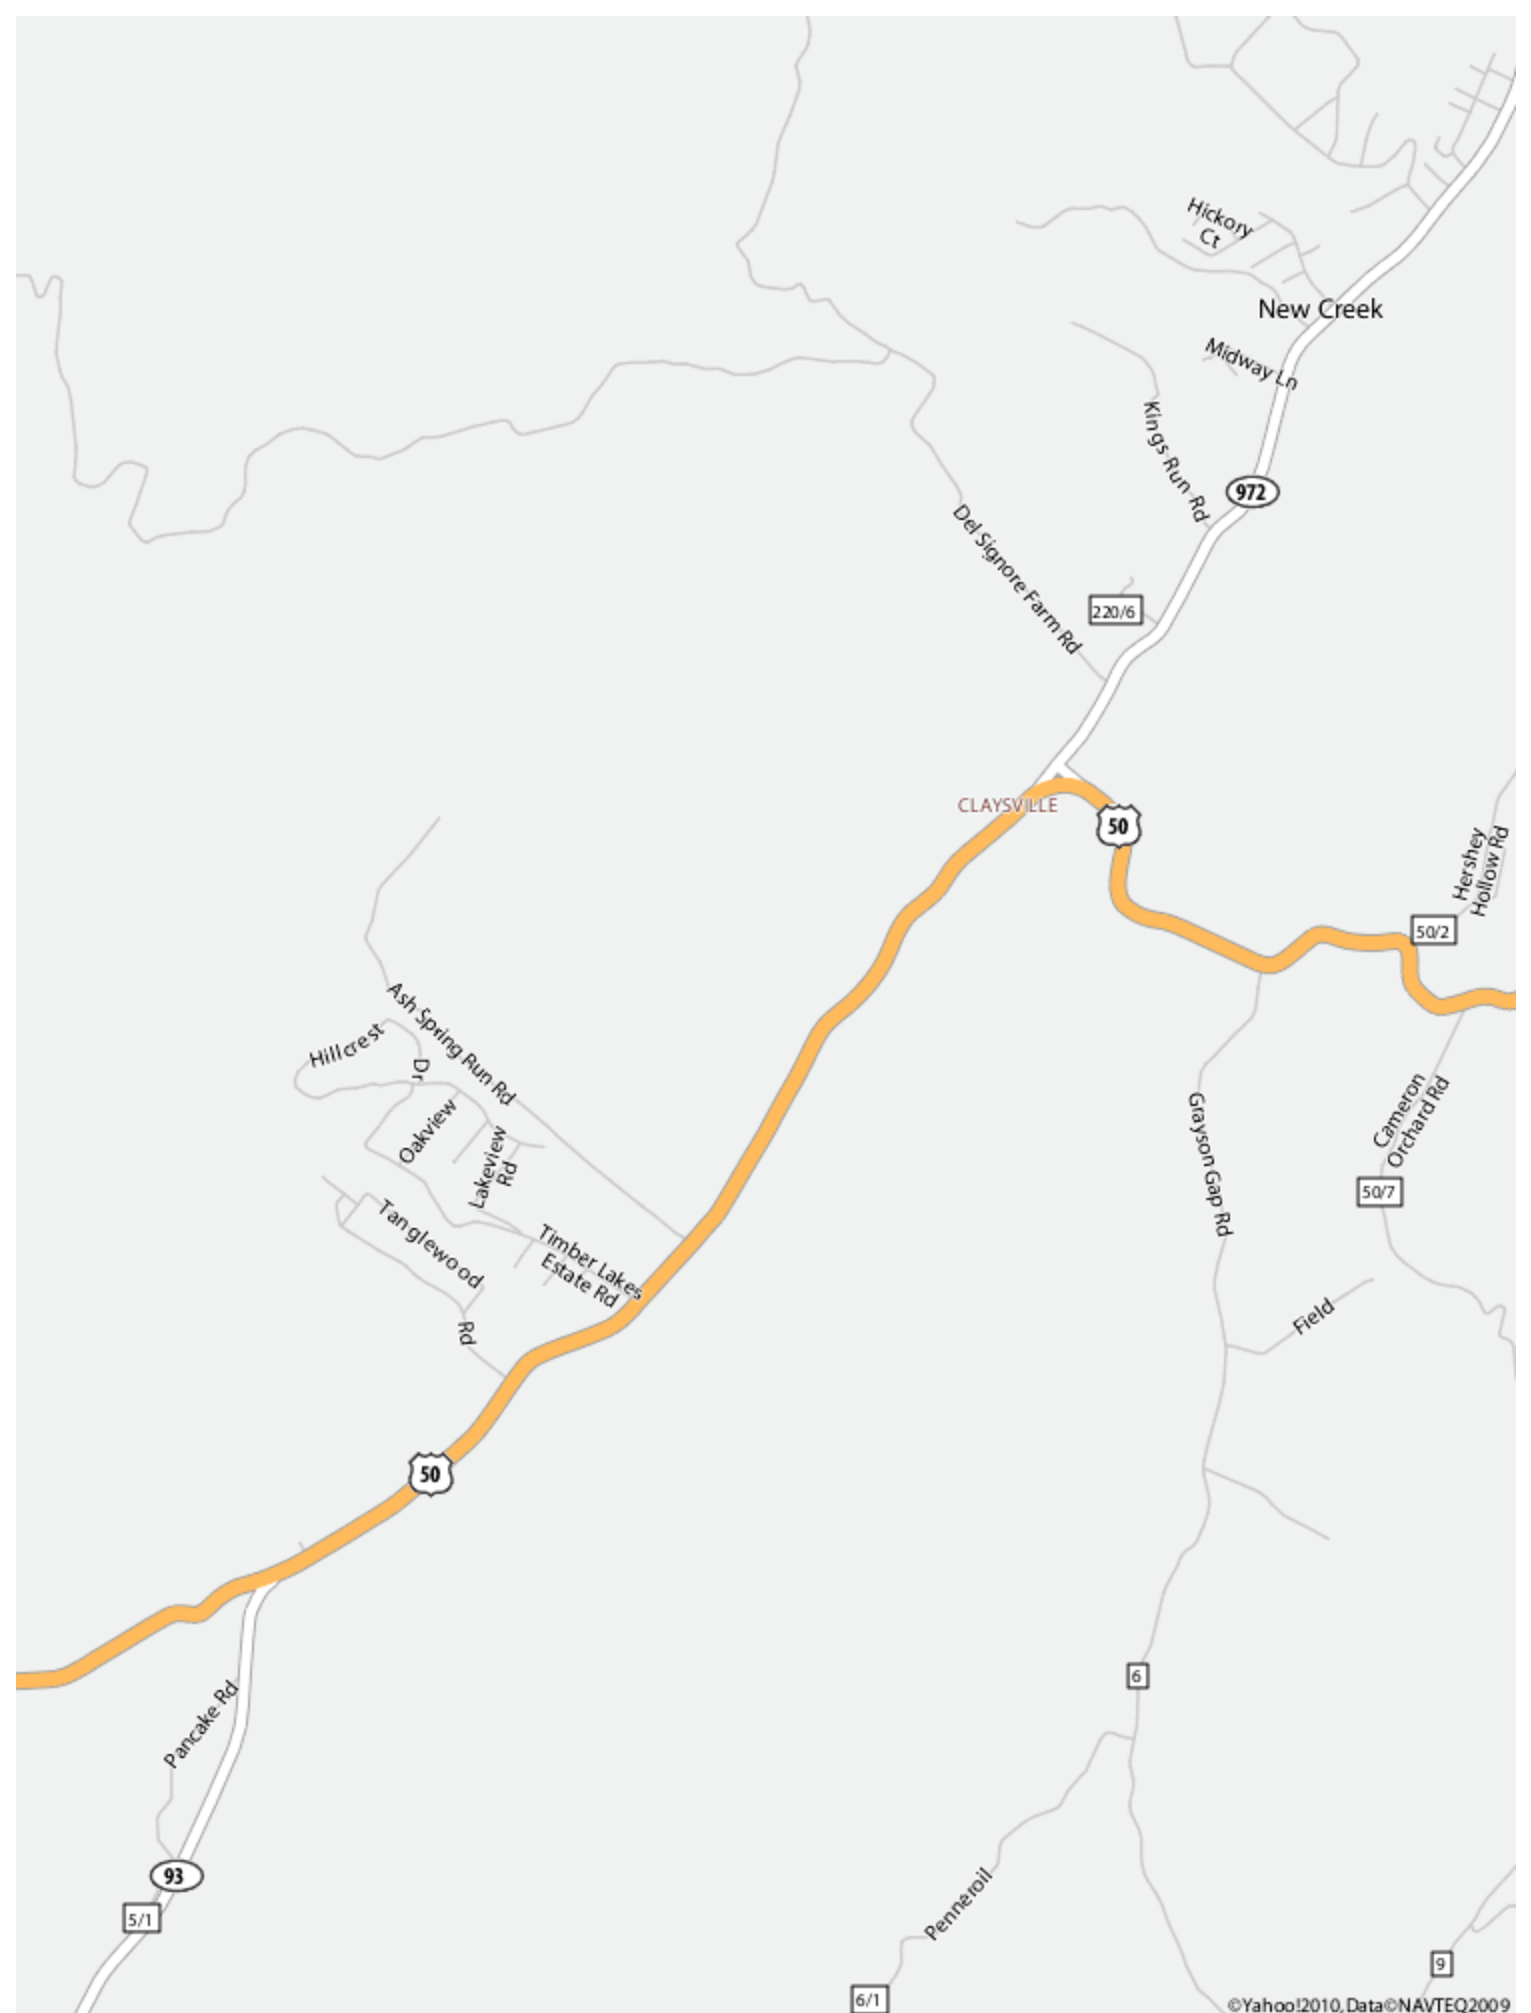 Hickory
Ct
New Creek
Midway Ln
Kings Run Rd
972
Del Signore Farm Rd
220/6
CLAYSVILLE
50
Hershey
Hollow Rd
50/2
Ash Spring Run Rd
Hillcrest
Dr
Cameron
Orchard Rd
Grayson Gap Rd
Oakview
Lakeview
Rd
50/7
Tanglewood
Rd
Timber Lakes
Estate Rd
Field
50
6
Pancake Rd
93
5/1
Penneroil
9
6/1
©Yahoo!2010, Data©NAVTEQ2009